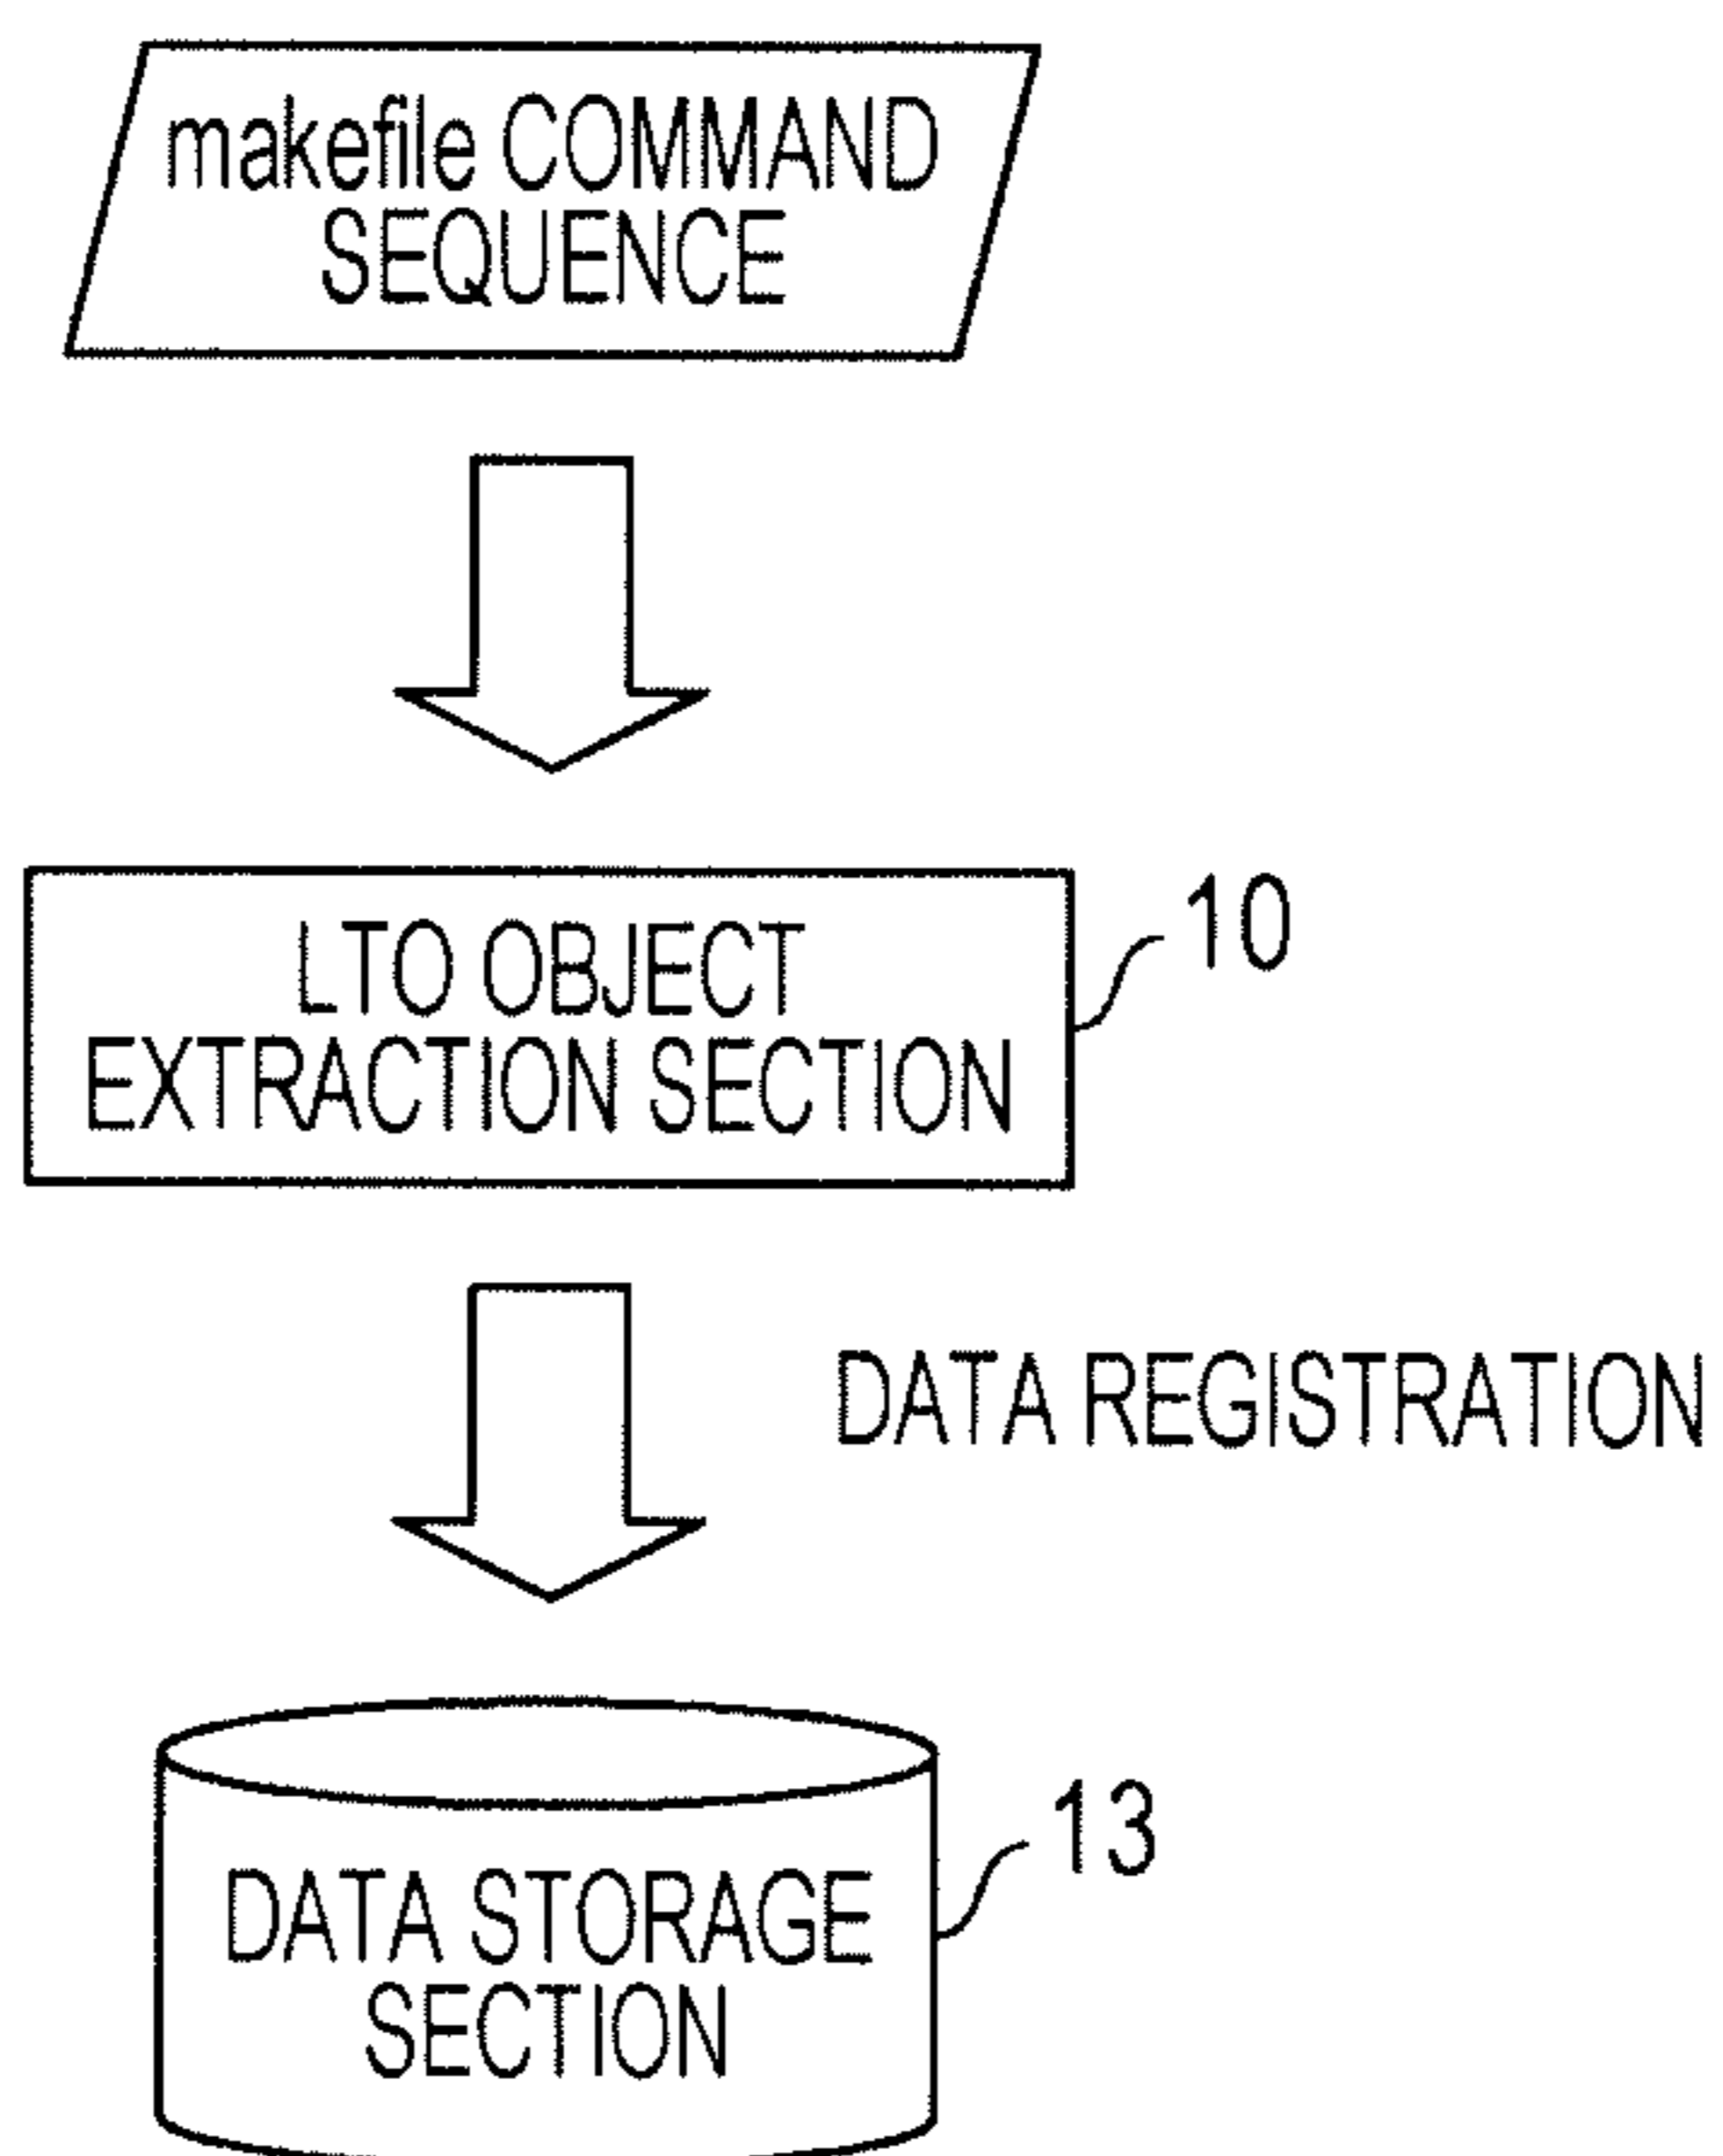 makefile COMMAND
SEQUENCE
LTO OBJECT
EXTRACTION SECTION
10
DATA REGISTRATION
DATA STORAGE
SECTION
13